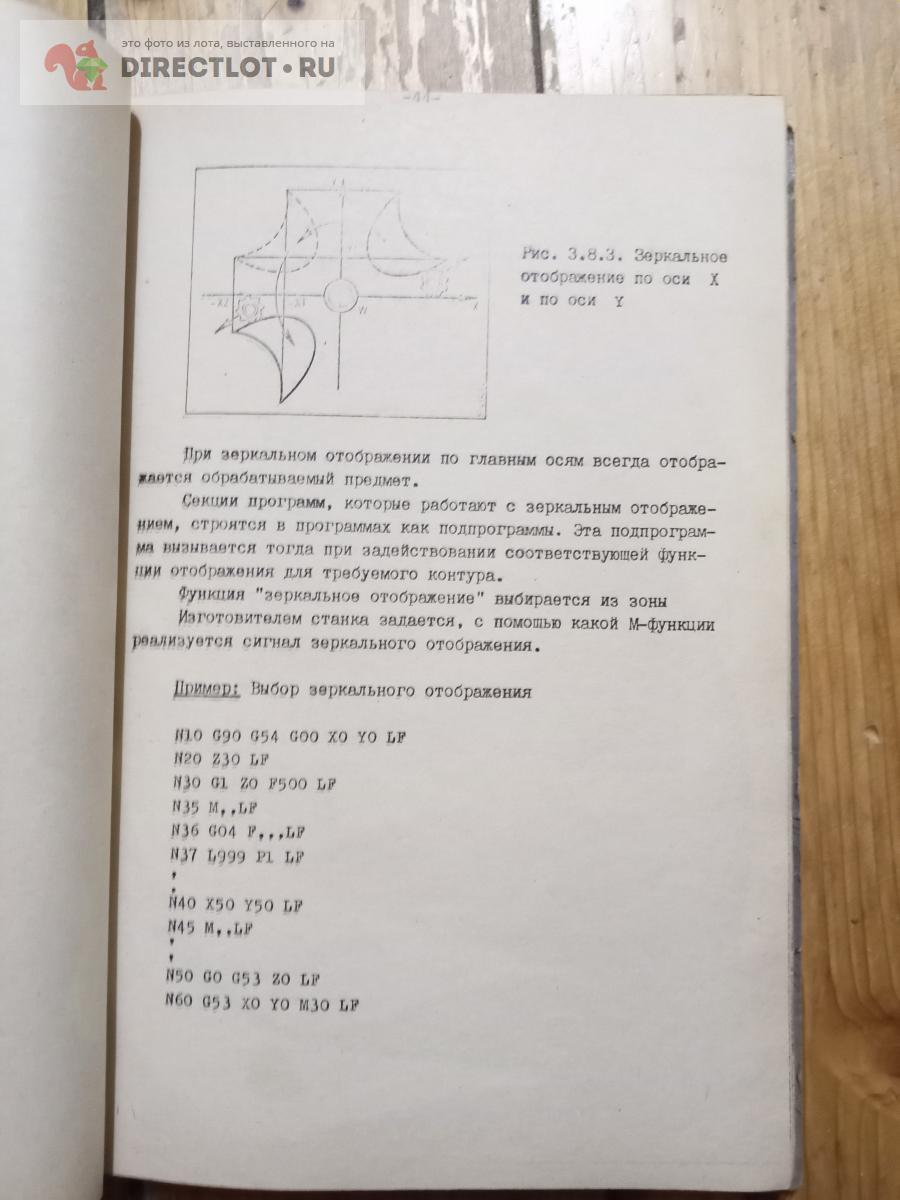 это фото из лота, выставленного на
DIRECTLOT.RU
-44-
-X2
-X1
W
X
Рис. 3.8.3. Зеркальное
отображение по оси X
и по оси Y
При зеркальном отображении по главным осям всегда отобра-
жается обрабатываемый предмет.
Секции программ, которые работают с зеркальным отображе-
нием, строятся в программах как подпрограммы. Эта подпрограм-
ма вызывается тогда при задействовании соответствующей функ-
ции отображения для требуемого контура.
Функция "зеркальное отображение" выбирается из зоны
Изготовителем станка задается, с помощью какой М-функции
реализуется сигнал зеркального отображения.
Пример: Выбор зеркального отображения
N10 G90 G54 G00 X0 Y0 LF
N20 Z30 LF
N30 G1 Z0 F500 LF
N35 M,,LF
N36 G04 F,,,LF
N37 L999 P1 LF
,
,
N40 X50 Y50 LF
N45 M,,LF
,
,
N50 G0 G53 Z0 LF
N60 G53 X0 Y0 M30 LF